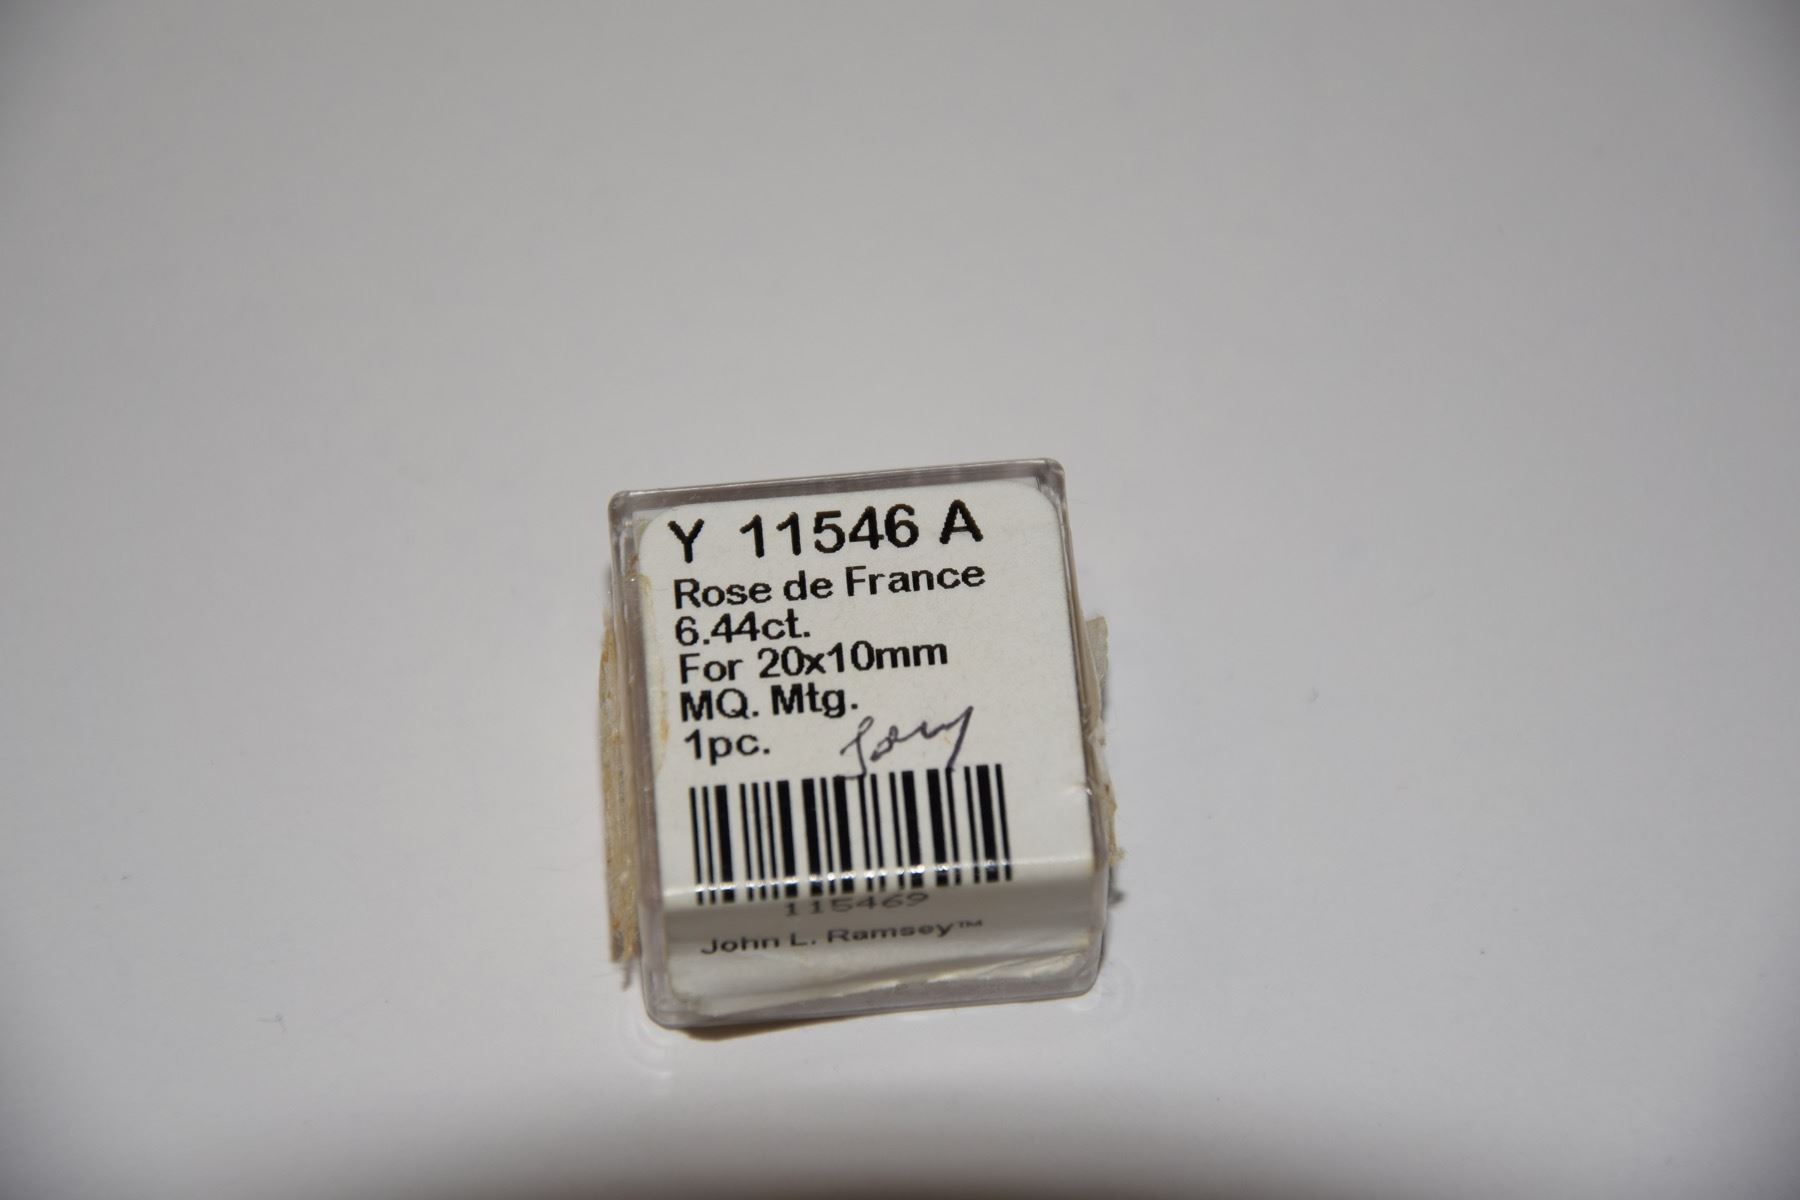 Y 11546 A
Rose de France
6.44ct.
For 20x10mm
MQ. Mtg.
1pc.
115469
John L. Ramsey™